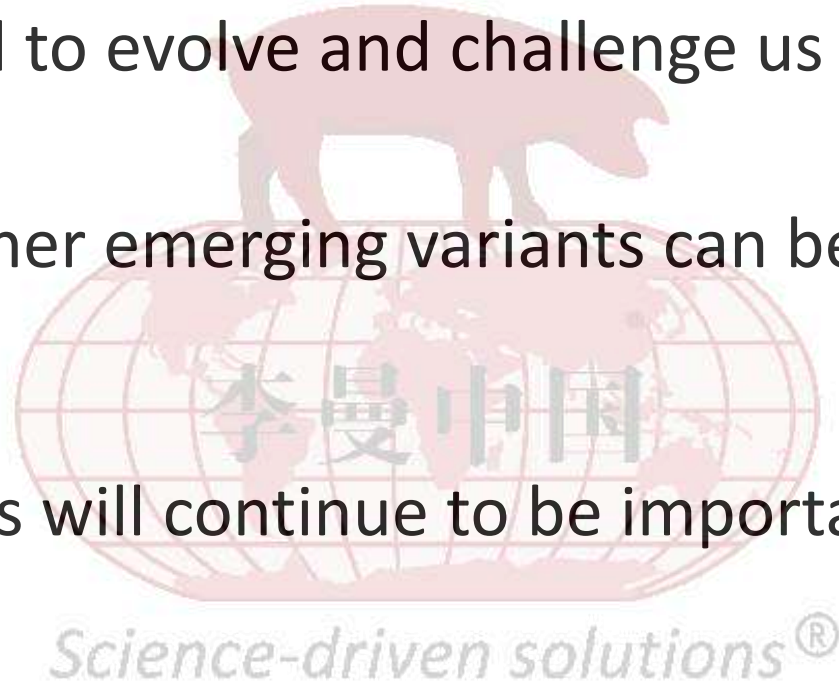 to evolve and challenge us
her emerging variants can be
s will continue to be importa
李曼中国
Science-driven solutions®